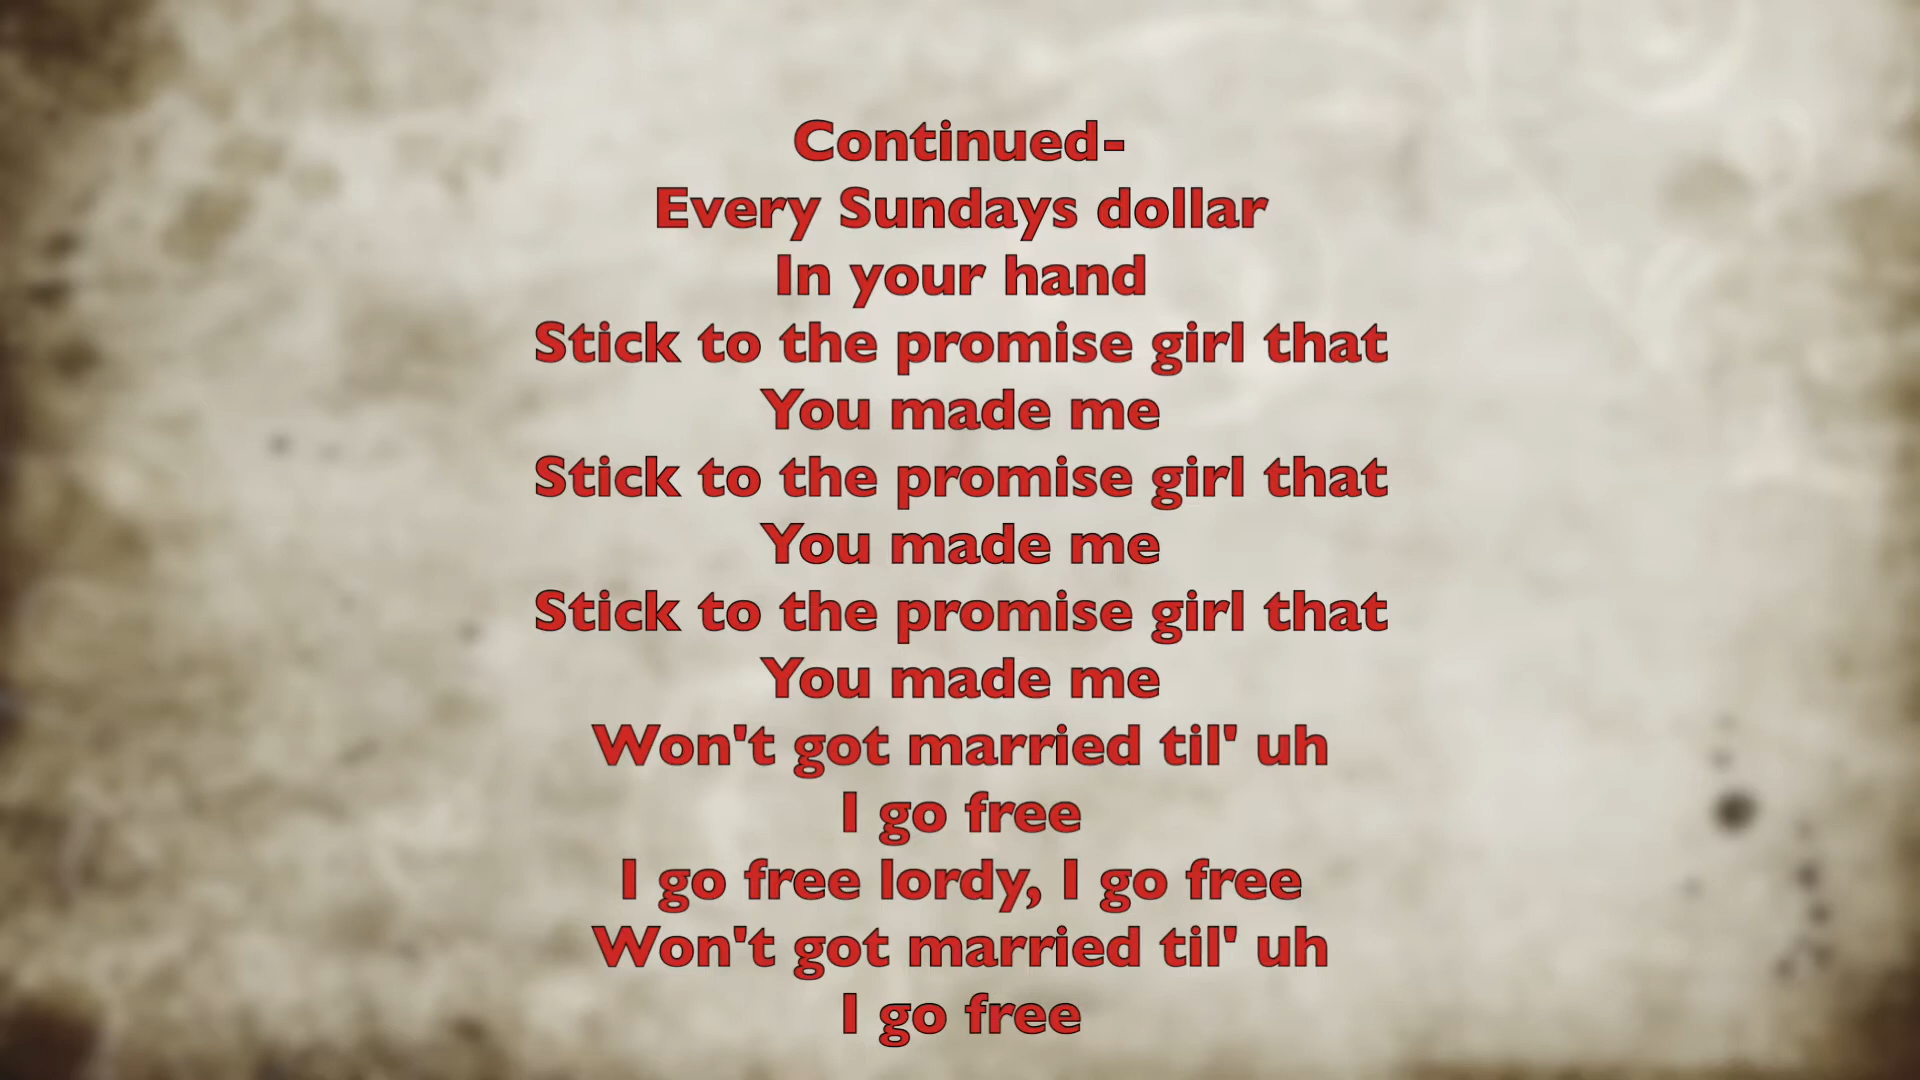 Continued-
Every Sundays dollar
In your hand
Stick to the promise girl that
You made me
Stick to the promise girl that
You made me
Stick to the promise girl that
You made me
Won't got married til' uh
I go free
I go free lordy, I go free
Won't got married til' uh
I go free